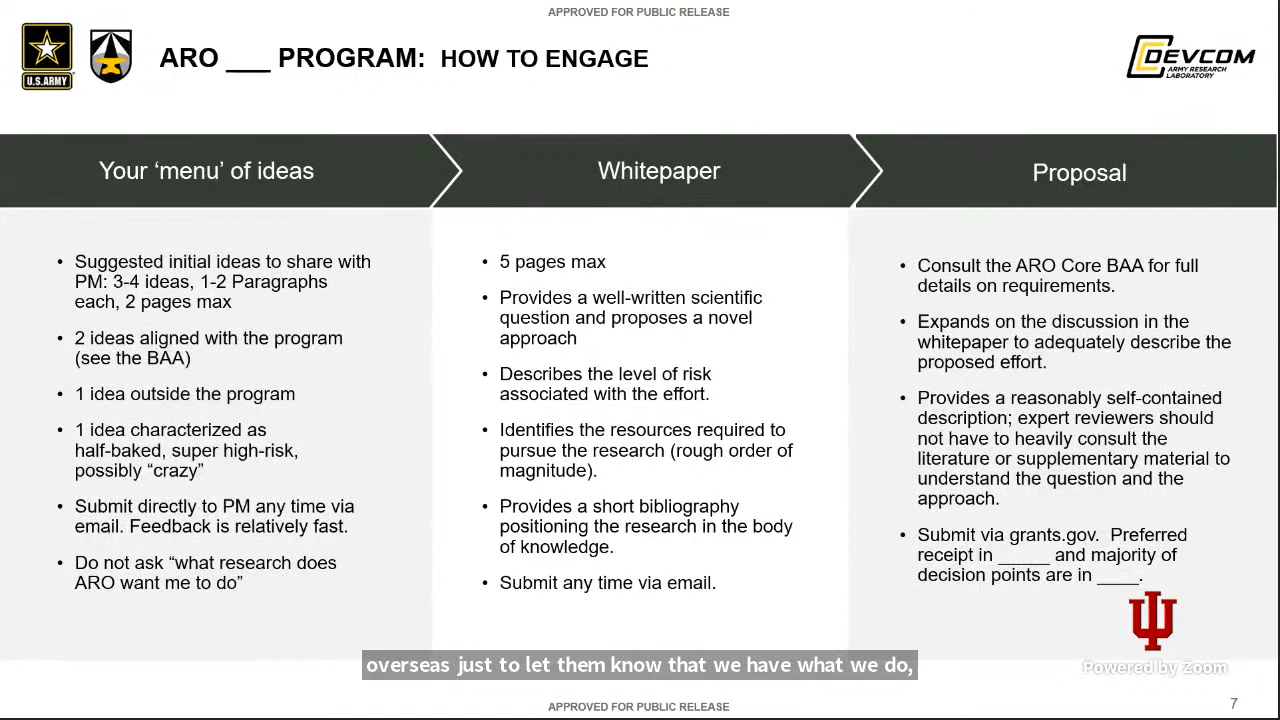 APPROVED FOR PUBLIC RELEASE
U.S.ARMY
ARO ___ PROGRAM: HOW TO ENGAGE
DEVCOM
ARMY RESEARCH
LABORATORY
Your ‘menu’ of ideas
Whitepaper
Proposal
• Suggested initial ideas to share with
PM: 3-4 ideas, 1-2 Paragraphs
each, 2 pages max
• 2 ideas aligned with the program
(see the BAA)
• 1 idea outside the program
• 1 idea characterized as
half-baked, super high-risk,
possibly “crazy”
• Submit directly to PM any time via
email. Feedback is relatively fast.
• Do not ask “what research does
ARO want me to do”
• 5 pages max
• Provides a well-written scientific
question and proposes a novel
approach
• Describes the level of risk
associated with the effort.
• Identifies the resources required to
pursue the research (rough order of
magnitude).
• Provides a short bibliography
positioning the research in the body
of knowledge.
• Submit any time via email.
• Consult the ARO Core BAA for full
details on requirements.
• Expands on the discussion in the
whitepaper to adequately describe the
proposed effort.
• Provides a reasonably self-contained
description; expert reviewers should
not have to heavily consult the
literature or supplementary material to
understand the question and the
approach.
• Submit via grants.gov. Preferred
receipt in _____ and majority of
decision points are in ____.
overseas just to let them know that we have what we do,
Powered by Zoom
APPROVED FOR PUBLIC RELEASE
7